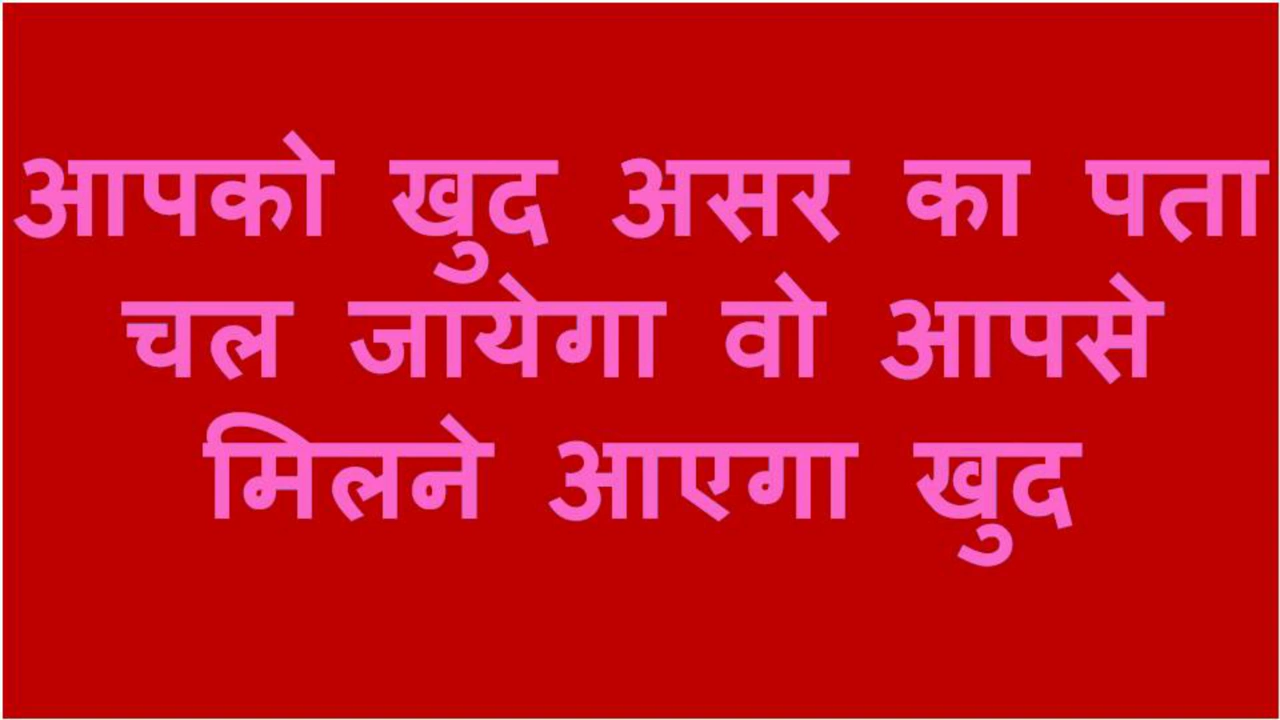 आपको खुद असर का पता
चल जायेगा वो आपसे
मिलने आएगा खुद